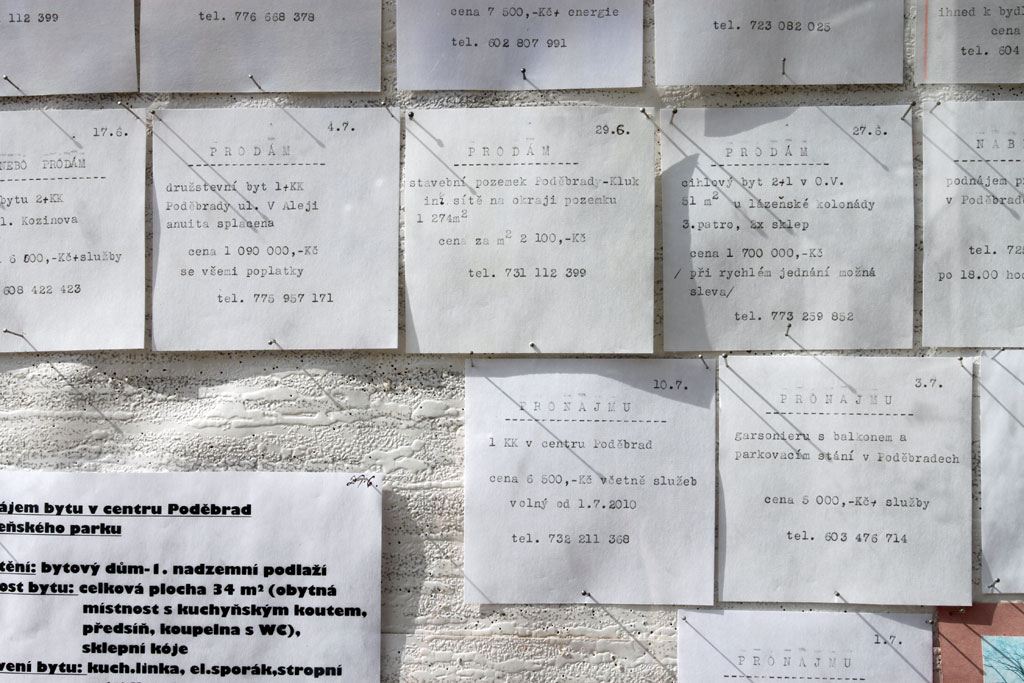 112 399
tel. 776 668 378
cena 7 500,-Kč+ energie
tel. 602 807 991
tel. 723 082 025
ihned k bydl
cena
tel. 604
17.6.
NEBO PRODÁM
bytu 2+KK
l. Kozinova
6 800,-Kč+služby
608 422 423
4.7.
PRODÁM
družstevní byt 1+KK
Poděbrady ul. V Aleji
anuita splacena
cena 1 090 000,-Kč
se všemi poplatky
tel. 775 957 171
29.6.
PRODÁM
stavební pozemek Poděbrady-Kluk
inž.sítě na okraji pozemku
1 274m²
cena za m² 2 100,-Kč
tel. 731 112 399
27.6.
PRODÁM
cihlový byt 2+1 v O.V.
51 m² u lázeňské kolonády
3.patro, 2x sklep
cena 1 700 000,-Kč
/ při rychlém jednání možná
sleva/
tel. 773 259 852
NAB
podnájem p
v Poděbrad
tel. 725
po 18.00 hod
10.7.
PRONÁJMU
1 KK v centru Poděbrad
cena 6 500,-Kč včetně služeb
volný od 1.7.2010
tel. 732 211 368
3.7.
PRONÁJMU
garsonieru s balkonem a
parkovacím stání v Poděbradech
cena 5 000,-Kč+ služby
tel. 603 476 714
29.6.
ájem bytu v centru Poděbrad
eňského parku
tění: bytový dům-1. nadzemní podlaží
ost bytu: celková plocha 34 m² (obytná
místnost s kuchyňským koutem,
předsíň, koupelna s WC),
sklepní kóje
vení bytu: kuch.linka, el.sporák,stropní
1.7.
PRONÁJMU